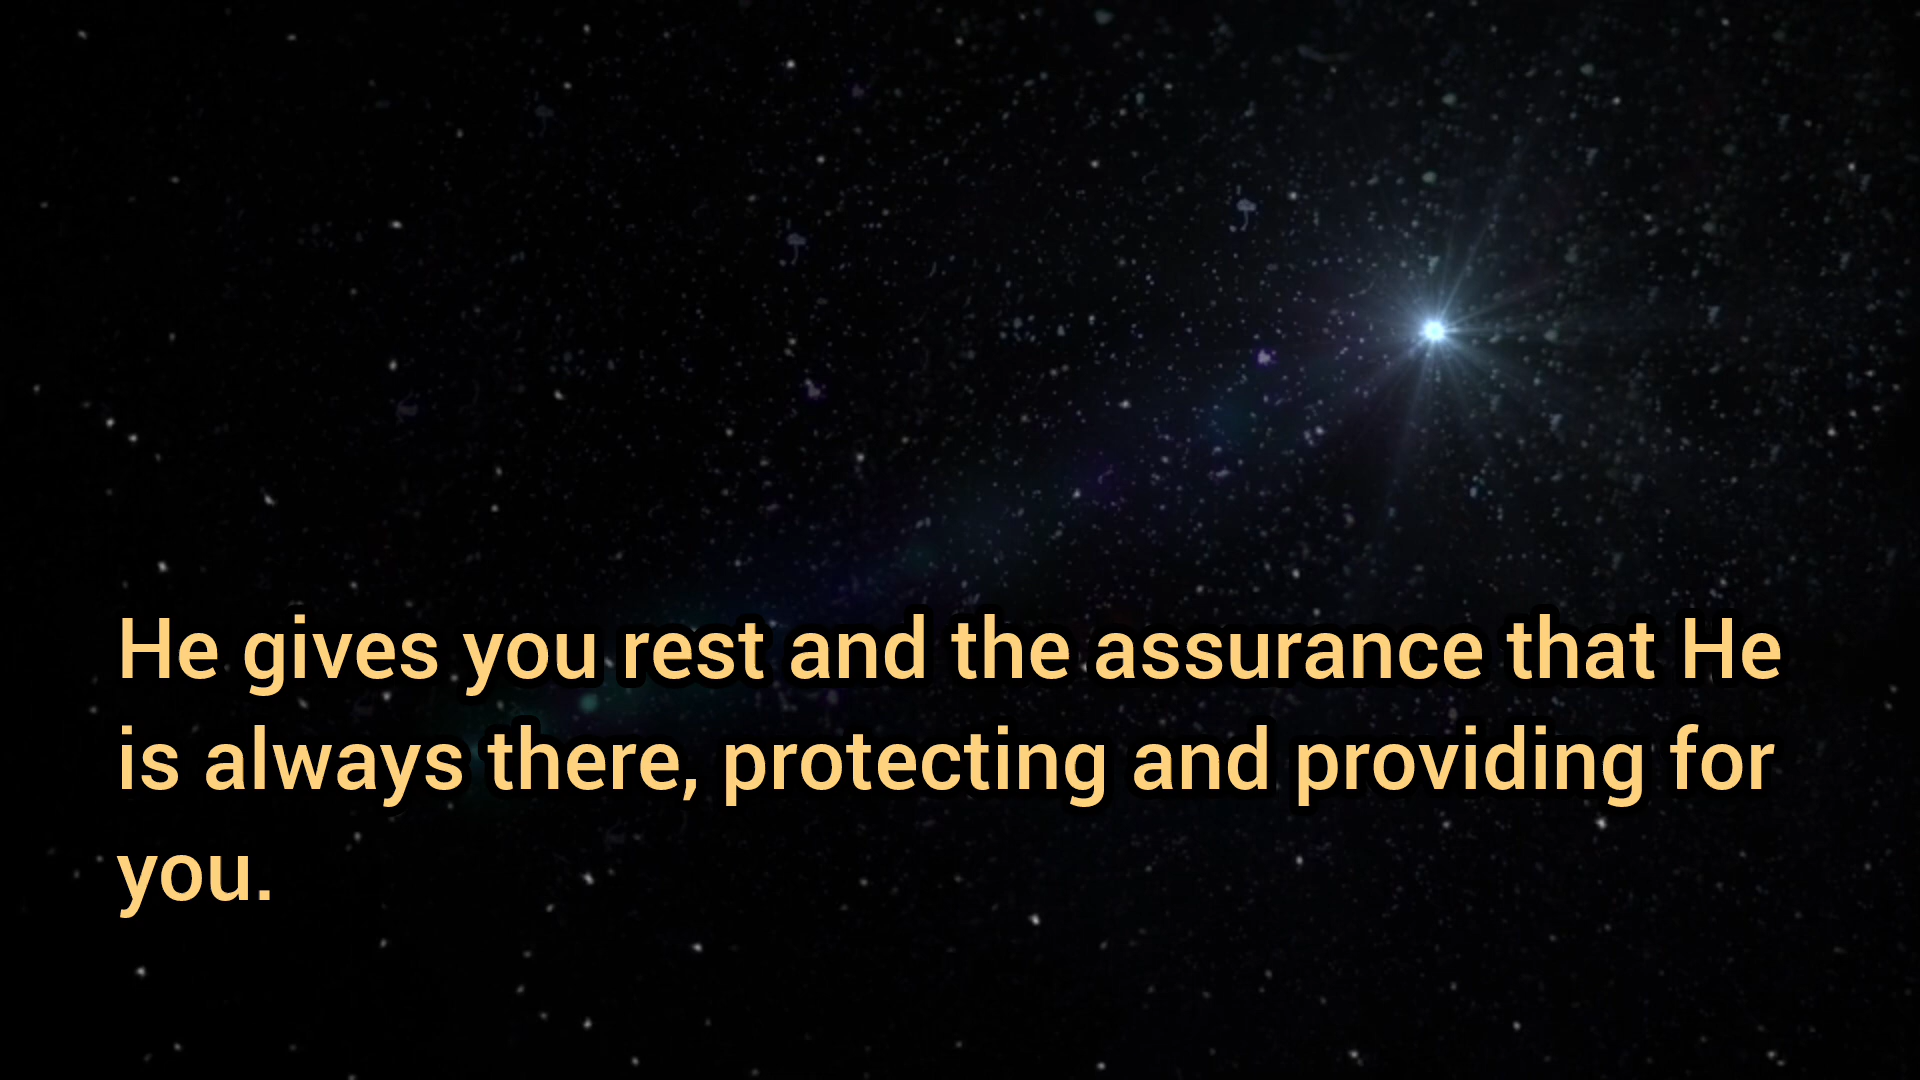 He gives you rest and the assurance that He
is always there, protecting and providing for
you.